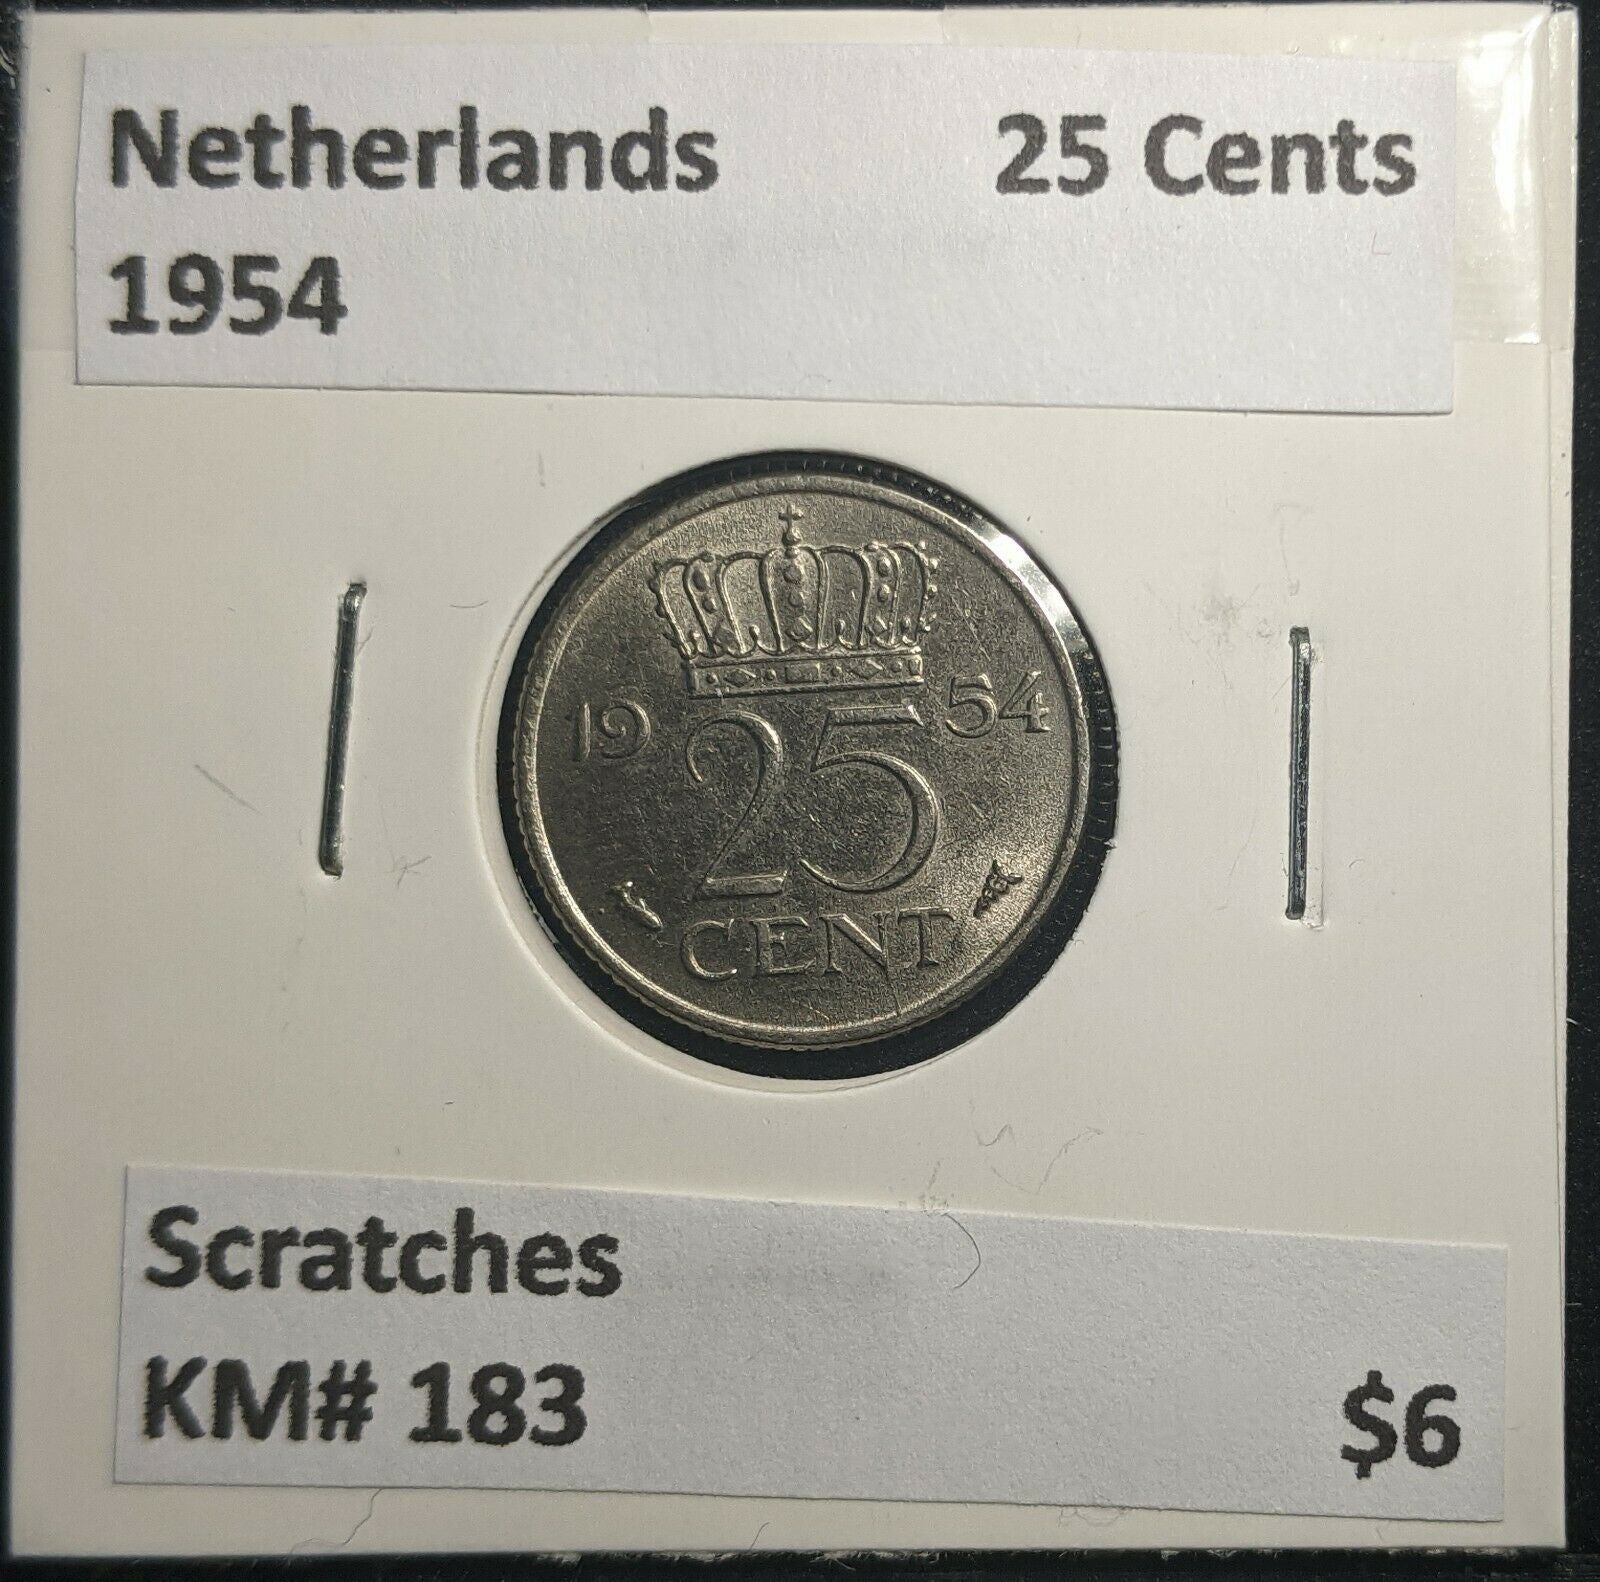 Netherlands 25 Cents
1954
19 54
25
CENT
Scratches
KM# 183 $6